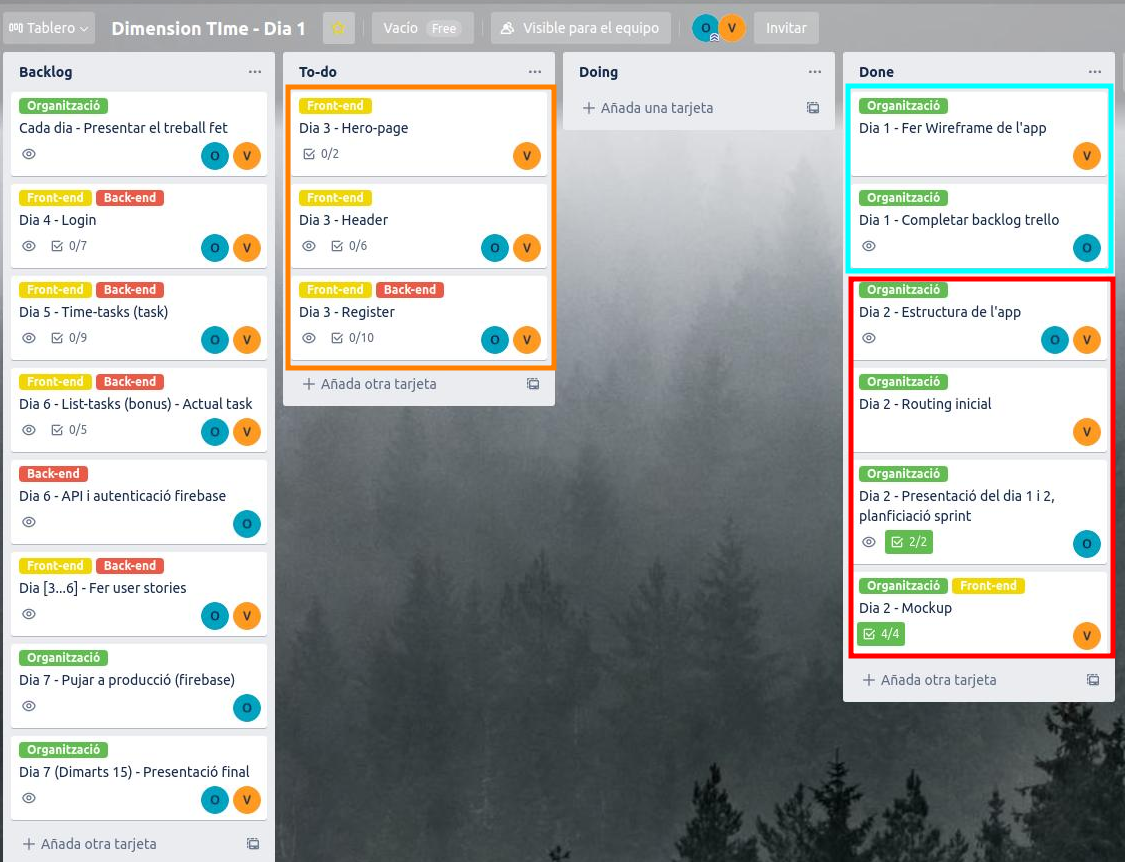 Tablero
Dimension TIme - Dia 1
Vacío
Free
Visible para el equipo
O
V
Invitar
Backlog
Organització
Cada dia - Presentar el treball fet
O V
Front-end Back-end
Dia 4 - Login
0/7
O V
Front-end Back-end
Dia 5 - Time-tasks (task)
0/9
O V
Front-end Back-end
Dia 6 - List-tasks (bonus) - Actual task
0/5
O V
Back-end
Dia 6 - API i autenticació firebase
O
Front-end Back-end
Dia [3...6] - Fer user stories
O V
Organització
Dia 7 - Pujar a producció (firebase)
O
Organització
Dia 7 (Dimarts 15) - Presentació final
O V
Añada otra tarjeta
To-do
Front-end
Dia 3 - Hero-page
0/2
V
Front-end
Dia 3 - Header
0/6
O V
Front-end Back-end
Dia 3 - Register
0/10
O V
Añada otra tarjeta
Doing
Añada una tarjeta
Done
Organització
Dia 1 - Fer Wireframe de l'app
V
Organització
Dia 1 - Completar backlog trello
O
Organització
Dia 2 - Estructura de l'app
O V
Organització
Dia 2 - Routing inicial
V
Organització
Dia 2 - Presentació del dia 1 i 2,
planficiació sprint
2/2
O
Organització Front-end
Dia 2 - Mockup
4/4
V
Añada otra tarjeta